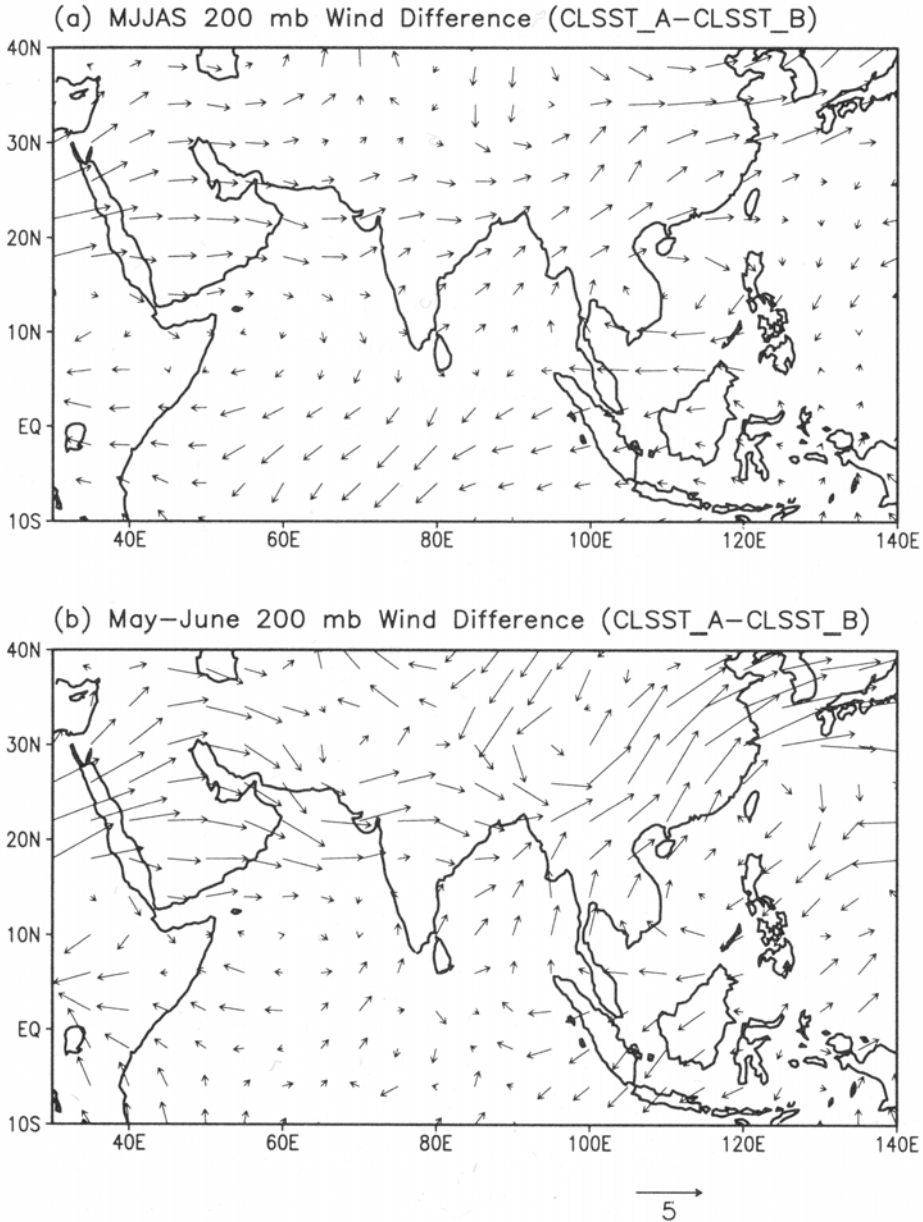 (a) MJJAS 200 mb Wind Difference (CLSST_A-CLSST_B)
40N
30N
20N
10N
EQ
10S
40E 60E 80E 100E 120E 140E
(b) May-June 200 mb Wind Difference (CLSST_A-CLSST_B)
40N
30N
20N
10N
EQ
10S
40E 60E 80E 100E 120E 140E
5